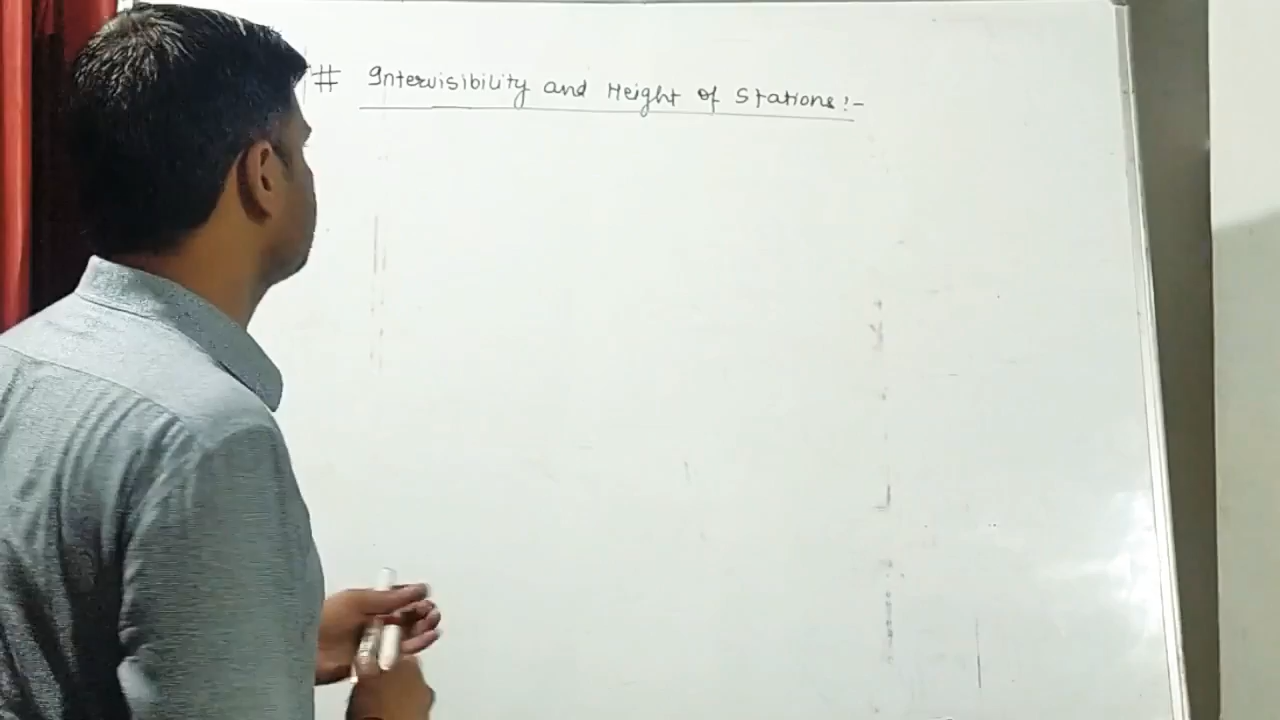 # Intervisibility and Height of Stations :-